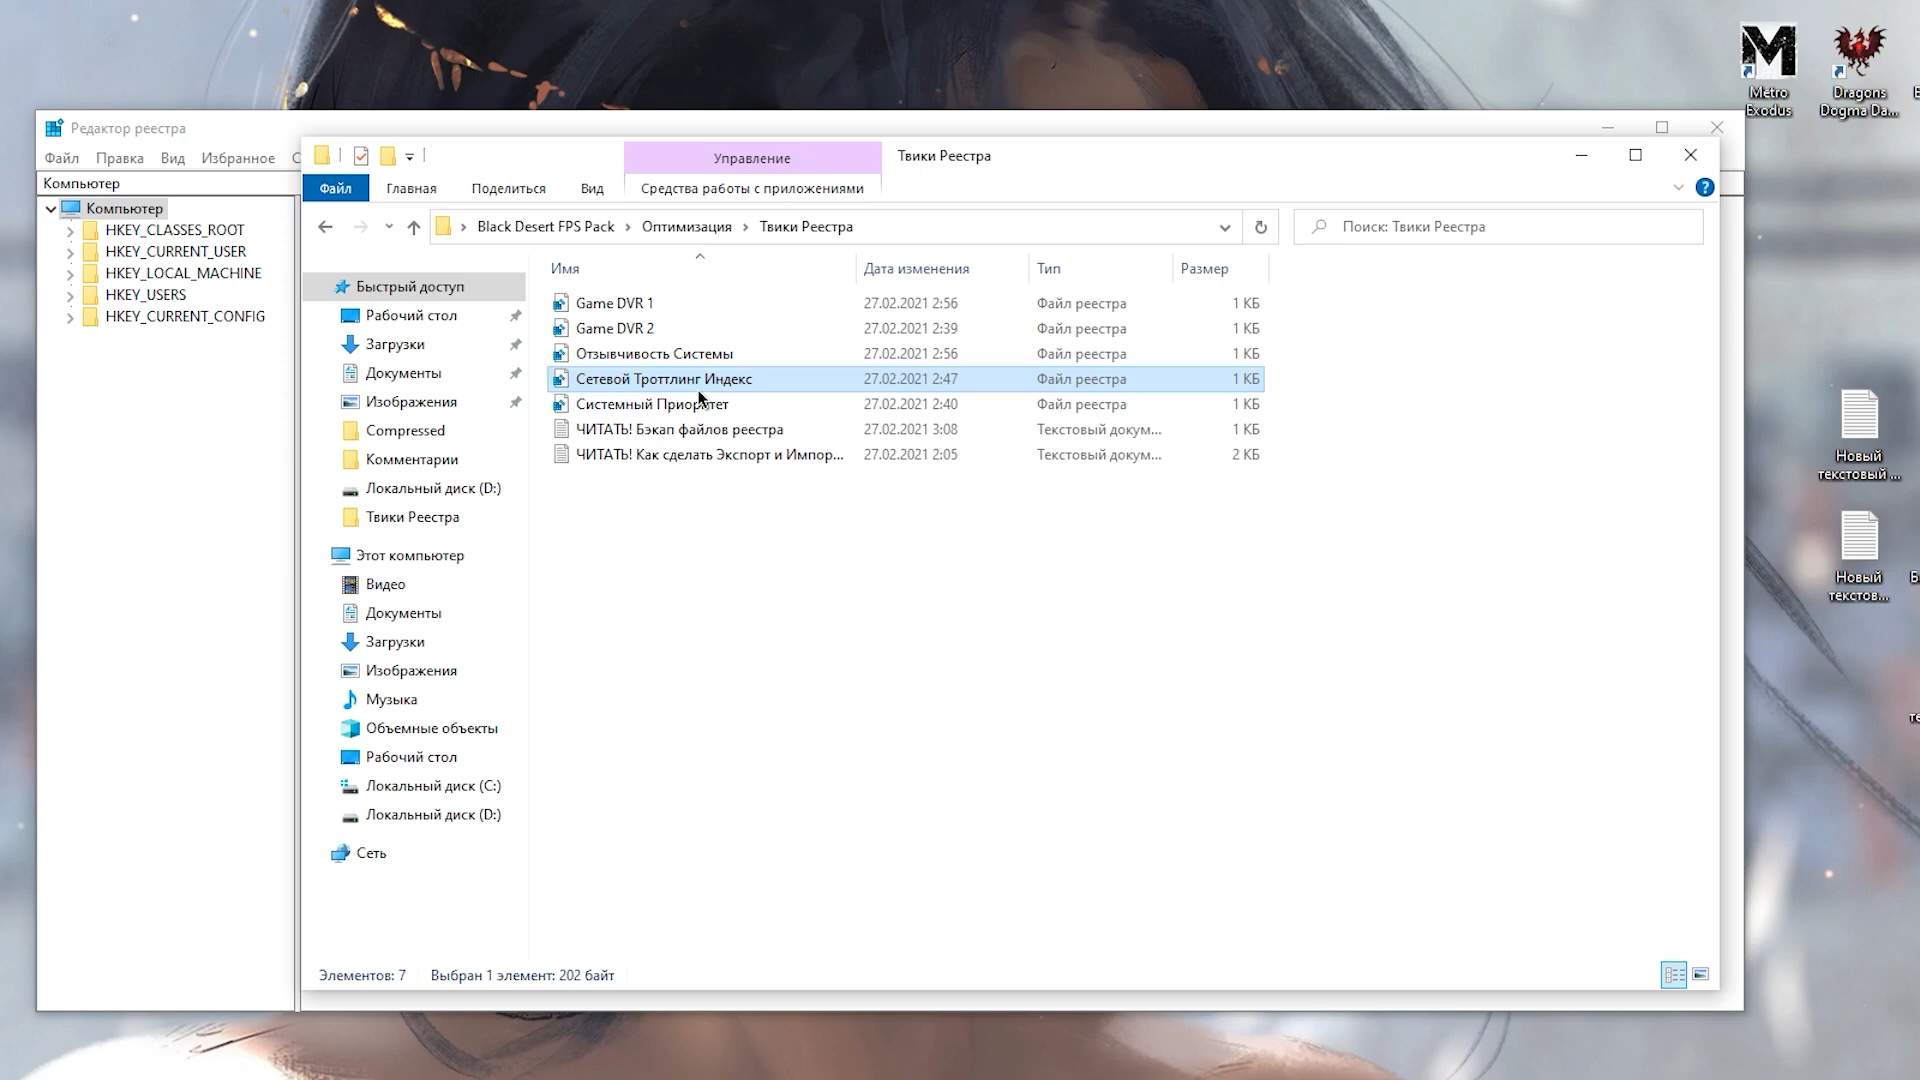 Metro
Exodus
Dragons
Dogma Da...
Редактор реестра
Файл Правка Вид Избранное
Компьютер
Компьютер
HKEY_CLASSES_ROOT
HKEY_CURRENT_USER
HKEY_LOCAL_MACHINE
HKEY_USERS
HKEY_CURRENT_CONFIG
Управление
Твики Реестра
Файл Главная Поделиться Вид Средства работы с приложениями
Black Desert FPS Pack Оптимизация Твики Реестра
Поиск: Твики Реестра
Имя Дата изменения Тип Размер
Game DVR 1 27.02.2021 2:56 Файл реестра 1 КБ
Game DVR 2 27.02.2021 2:39 Файл реестра 1 КБ
Отзывчивость Системы 27.02.2021 2:56 Файл реестра 1 КБ
Сетевой Троттлинг Индекс 27.02.2021 2:47 Файл реестра 1 КБ
Системный Приоритет 27.02.2021 2:40 Файл реестра 1 КБ
ЧИТАТЬ! Бэкап файлов реестра 27.02.2021 3:08 Текстовый докум... 1 КБ
ЧИТАТЬ! Как сделать Экспорт и Импор... 27.02.2021 2:05 Текстовый докум... 2 КБ
Быстрый доступ
Рабочий стол
Загрузки
Документы
Изображения
Compressed
Комментарии
Локальный диск (D:)
Твики Реестра
Этот компьютер
Видео
Документы
Загрузки
Изображения
Музыка
Объемные объекты
Рабочий стол
Локальный диск (C:)
Локальный диск (D:)
Сеть
Элементов: 7 Выбран 1 элемент: 202 байт
Новый
текстовый ...
Новый
текстов...